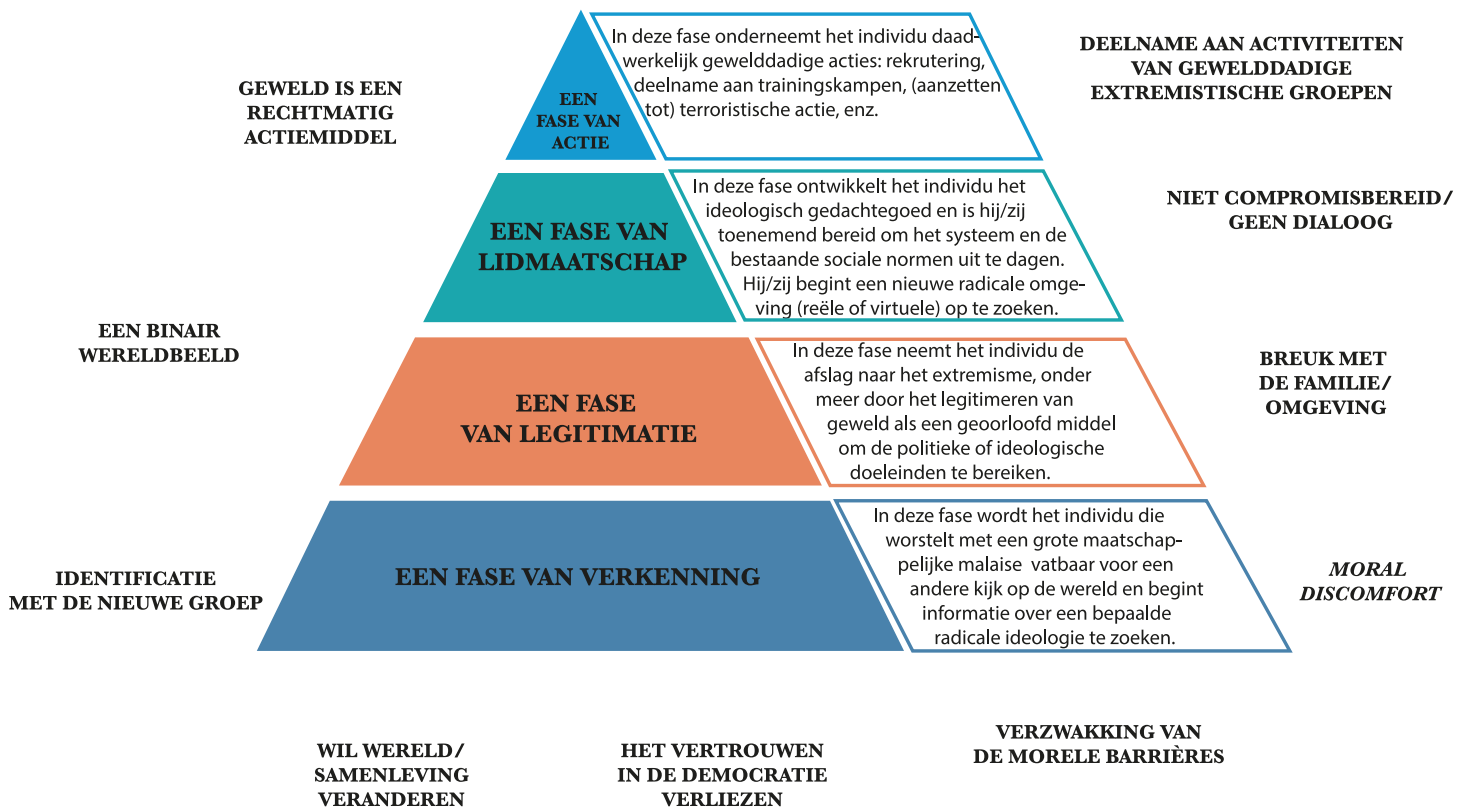 GEWELD IS EEN
RECHTMATIG
ACTIEMIDDEL
EEN
FASE VAN
ACTIE
In deze fase onderneemt het individu daad-
werkelijk gewelddadige acties: rekrutering,
deelname aan trainingskampen, (aanzetten
tot) terroristische actie, enz.
DEELNAME AAN ACTIVITEITEN
VAN GEWELDDADIGE
EXTREMISTISCHE GROEPEN
EEN FASE VAN
LIDMAATSCHAP
In deze fase ontwikkelt het individu het
ideologisch gedachtegoed en is hij/zij
toenemend bereid om het systeem en de
bestaande sociale normen uit te dagen.
Hij/zij begint een nieuwe radicale omge-
ving (reële of virtuele) op te zoeken.
NIET COMPROMISBEREID/
GEEN DIALOOG
EEN BINAIR
WERELDBEELD
EEN FASE
VAN LEGITIMATIE
In deze fase neemt het individu de
afslag naar het extremisme, onder
meer door het legitimeren van
geweld als een geoorloofd middel
om de politieke of ideologische
doeleinden te bereiken.
BREUK MET
DE FAMILIE/
OMGEVING
IDENTIFICATIE
MET DE NIEUWE GROEP
EEN FASE VAN VERKENNING
In deze fase wordt het individu die
worstelt met een grote maatschap-
pelijke malaise vatbaar voor een
andere kijk op de wereld en begint
informatie over een bepaalde
radicale ideologie te zoeken.
MORAL
DISCOMFORT
WIL WERELD/
SAMENLEVING
VERANDEREN
HET VERTROUWEN
IN DE DEMOCRATIE
VERLIEZEN
VERZWAKKING VAN
DE MORELE BARRIÈRES